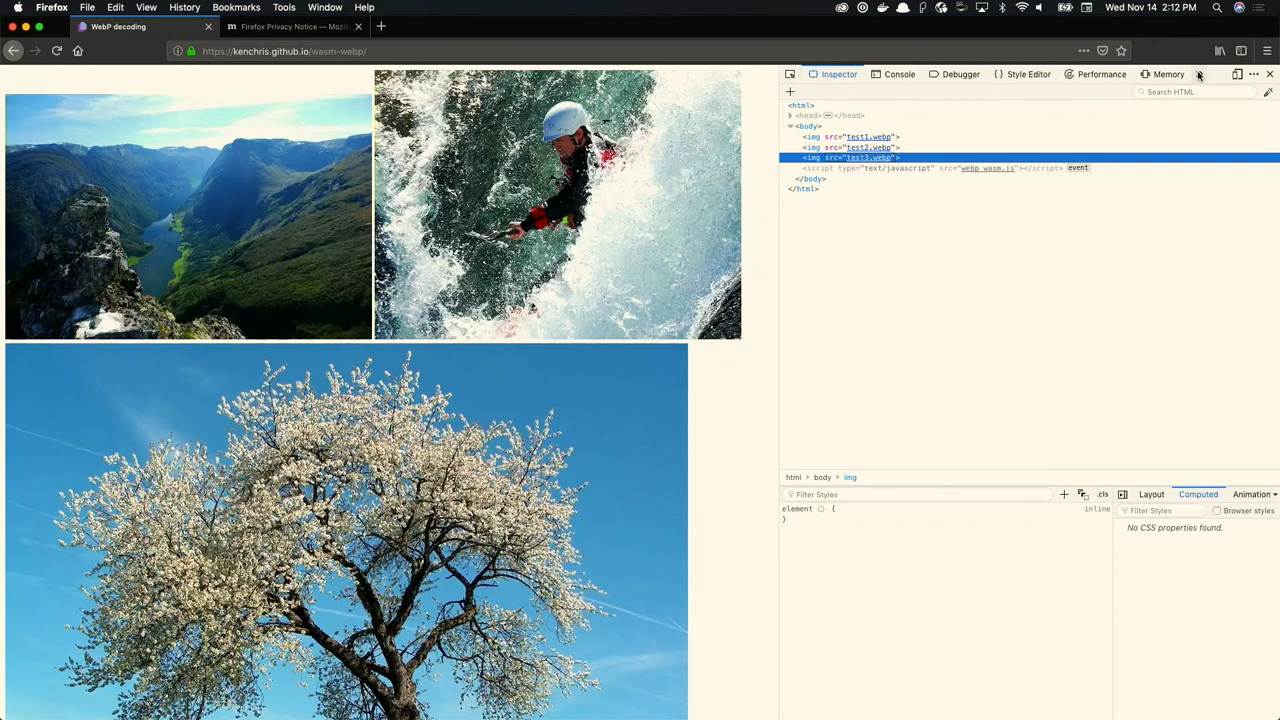 Firefox File Edit View History Bookmarks Tools Window Help
Wed Nov 14 2:12 PM
WebP decoding
Firefox Privacy Notice — Mozil
https://kenchris.github.io/wasm-webp/
Inspector Console Debugger Style Editor Performance Memory
Search HTML
<html>
<head></head>
<body>
<img src="test1.webp">
<img src="test2.webp">
<img src="test3.webp">
<script type="text/javascript" src="webp_wasm.js"></script> event
</body>
</html>
html > body > img
Filter Styles
.cls
Layout Computed Animation
element {
inline
}
Filter Styles
Browser styles
No CSS properties found.